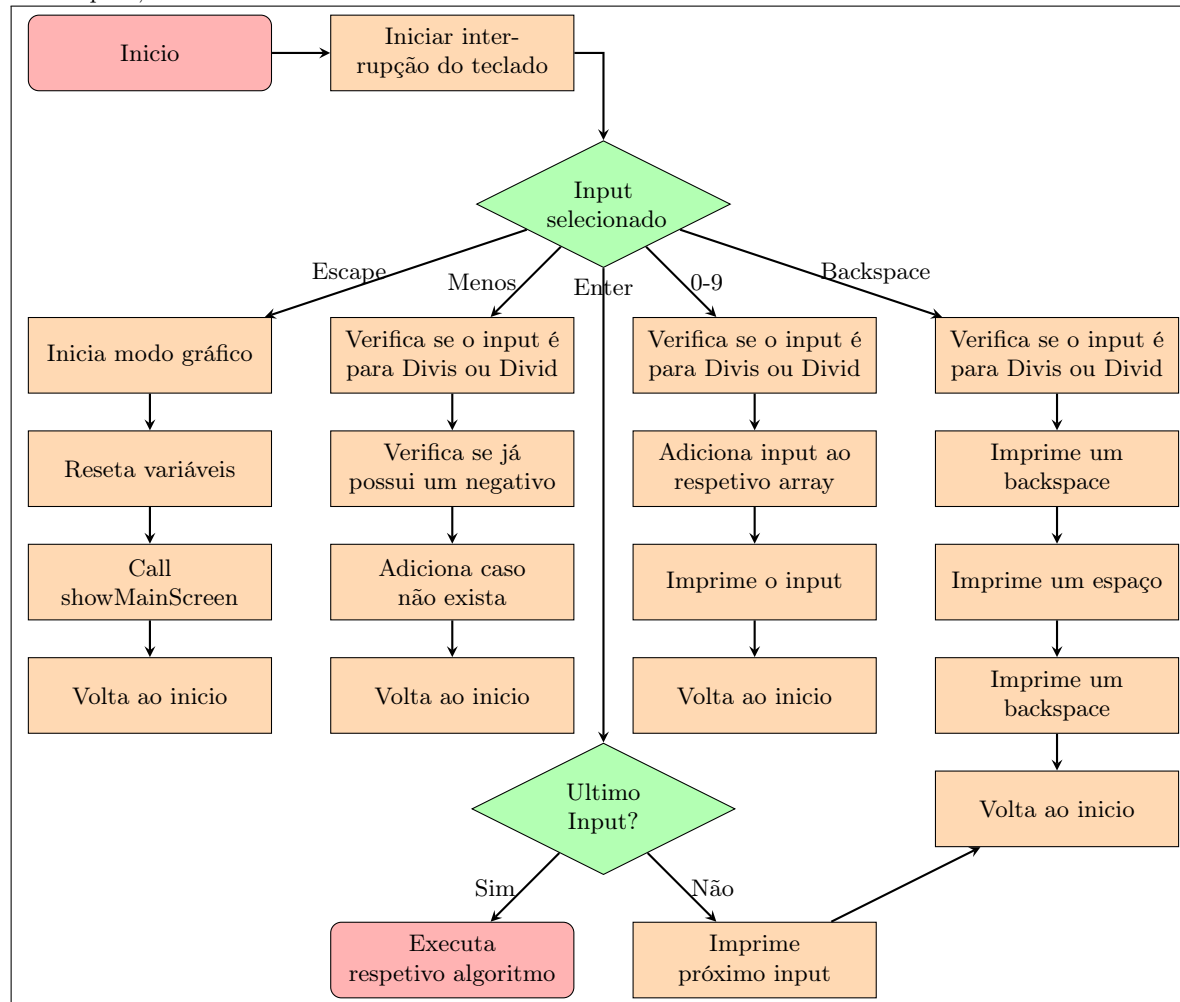 Inicio
Iniciar inter-
rupção do teclado
Input
selecionado
Escape
Menos
Enter
0-9
Backspace
Inicia modo gráfico
Verifica se o input é
para Divis ou Divid
Verifica se o input é
para Divis ou Divid
Verifica se o input é
para Divis ou Divid
Reseta variáveis
Verifica se já
possui um negativo
Adiciona input ao
respetivo array
Imprime um
backspace
Call
showMainScreen
Adiciona caso
não exista
Imprime o input
Imprime um espaço
Volta ao inicio
Volta ao inicio
Volta ao inicio
Imprime um
backspace
Ultimo
Input?
Volta ao inicio
Sim
Não
Executa
respetivo algoritmo
Imprime
próximo input